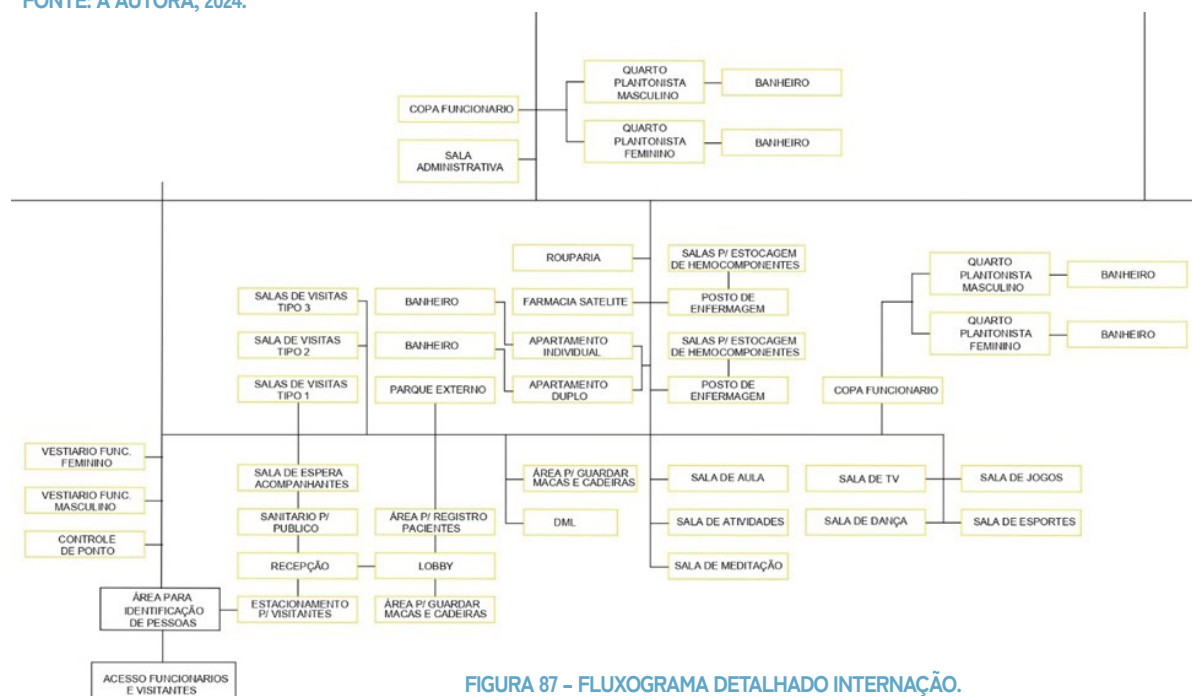 FONTE: A AUTORA, 2024.
QUARTO
PLANTONISTA
MASCULINO
BANHEIRO
COPA FUNCIONARIO
QUARTO
PLANTONISTA
FEMININO
BANHEIRO
SALA
ADMINISTRATIVA
ROUPARIA
SALAS P/ ESTOCAGEM
DE HEMOCOMPONENTES
QUARTO
PLANTONISTA
MASCULINO
BANHEIRO
SALAS DE VISITAS
TIPO 3
BANHEIRO
FARMACIA SATELITE
POSTO DE
ENFERMAGEM
QUARTO
PLANTONISTA
FEMININO
BANHEIRO
SALA DE VISITAS
TIPO 2
BANHEIRO
APARTAMENTO
INDIVIDUAL
SALAS P/ ESTOCAGEM
DE HEMOCOMPONENTES
SALAS DE VISITAS
TIPO 1
PARQUE EXTERNO
APARTAMENTO
DUPLO
POSTO DE
ENFERMAGEM
COPA FUNCIONARIO
VESTIARIO FUNC.
FEMININO
SALA DE ESPERA
ACOMPANHANTES
ÁREA P/ GUARDAR
MACAS E CADEIRAS
SALA DE AULA
SALA DE TV
SALA DE JOGOS
VESTIARIO FUNC.
MASCULINO
SANITARIO P/
PUBLICO
ÁREA P/ REGISTRO
PACIENTES
DML
SALA DE ATIVIDADES
SALA DE DANÇA
SALA DE ESPORTES
CONTROLE
DE PONTO
RECEPÇÃO
LOBBY
SALA DE MEDITAÇÃO
ÁREA PARA
IDENTIFICAÇÃO
DE PESSOAS
ESTACIONAMENTO
P/ VISITANTES
ÁREA P/ GUARDAR
MACAS E CADEIRAS
ACESSO FUNCIONARIOS
E VISITANTES
FIGURA 87 – FLUXOGRAMA DETALHADO INTERNAÇÃO.